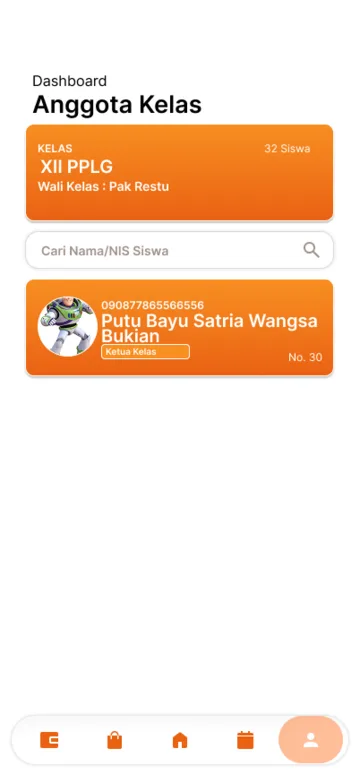 Dashboard
Anggota Kelas
KELAS
32 Siswa
XII PPLG
Wali Kelas : Pak Restu
Cari Nama/NIS Siswa
090877865566556
Putu Bayu Satria Wangsa
Bukian
Ketua Kelas
No. 30